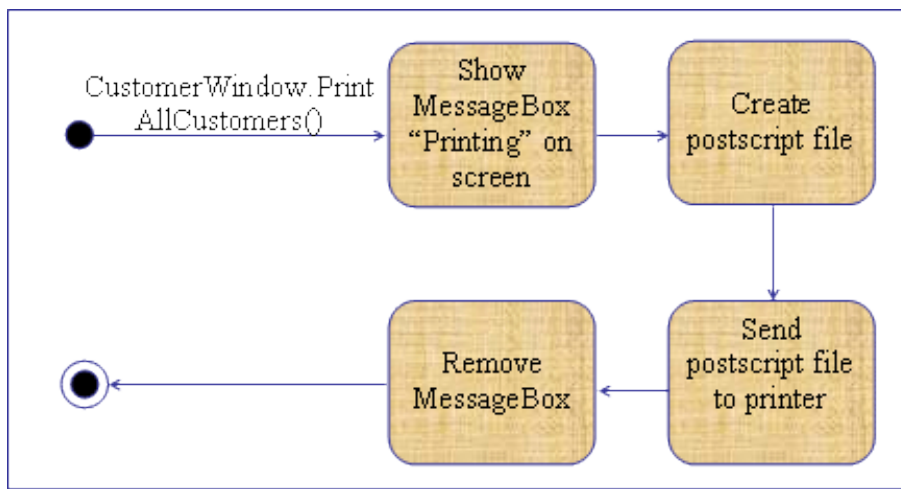 CustomerWindow.Print
AllCustomers()
Show
MessageBox
“Printing” on
screen
Create
postscript file
Send
postscript file
to printer
Remove
MessageBox